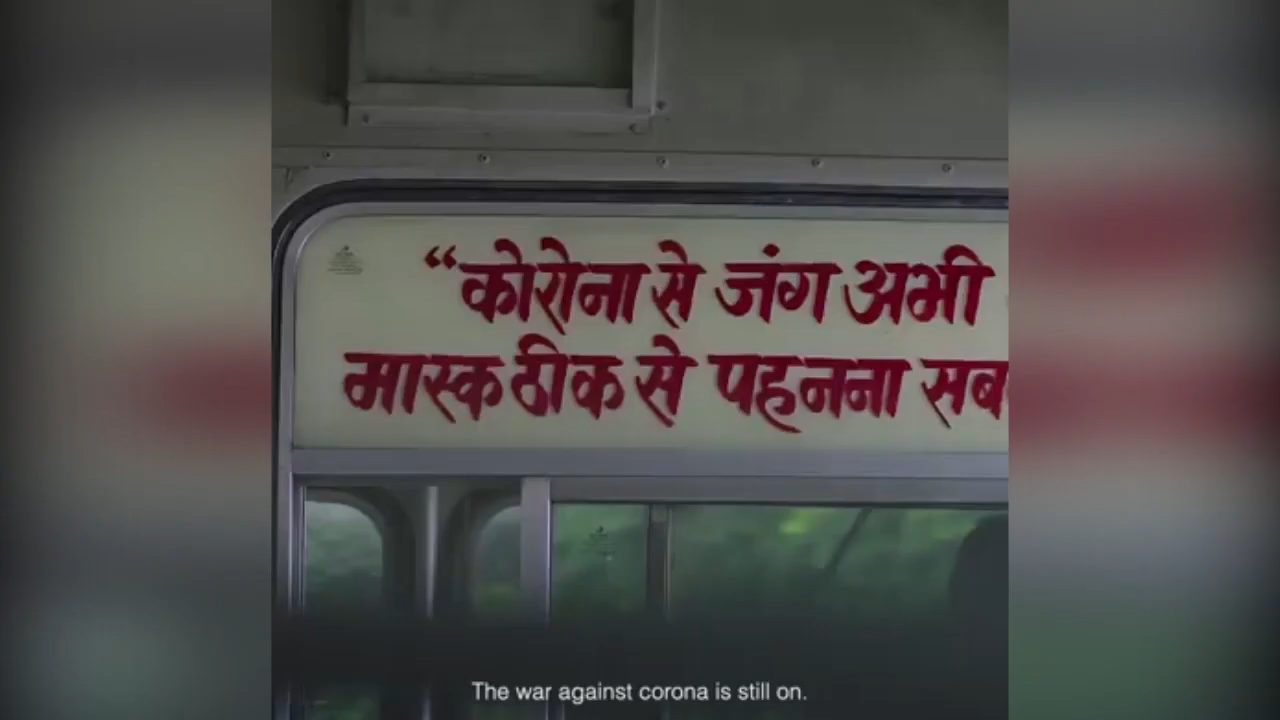 “कोरोना से जंग अभी
मास्क ठीक से पहनना सब
The war against corona is still on.